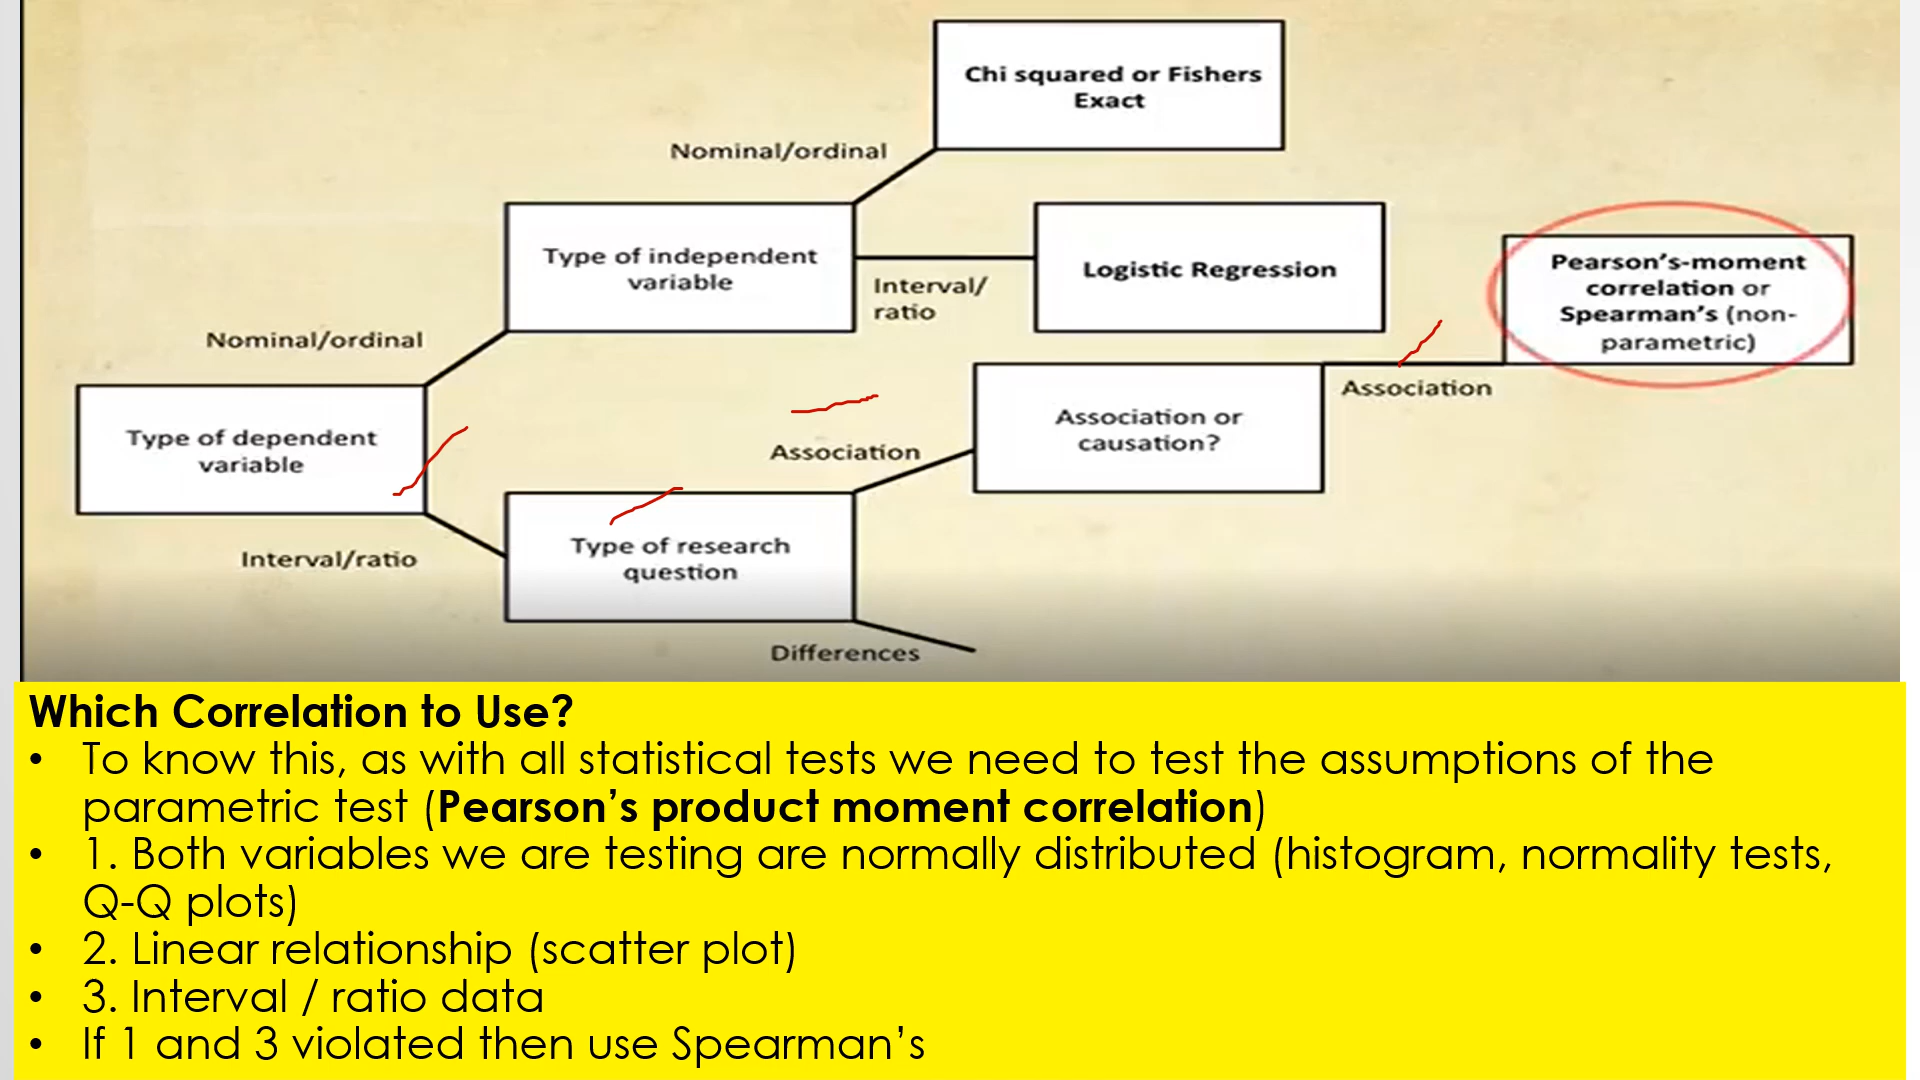 Chi squared or Fishers
Exact
Nominal/ordinal
Type of independent
variable
Interval/
ratio
Logistic Regression
Pearson's-moment
correlation or
Spearman's (non-
parametric)
Nominal/ordinal
Association
Association or
causation?
Type of dependent
variable
Association
Interval/ratio
Type of research
question
Differences
Which Correlation to Use?
• To know this, as with all statistical tests we need to test the assumptions of the
parametric test (Pearson's product moment correlation)
• 1. Both variables we are testing are normally distributed (histogram, normality tests,
Q-Q plots)
• 2. Linear relationship (scatter plot)
• 3. Interval / ratio data
• If 1 and 3 violated then use Spearman's